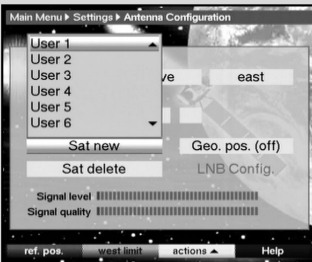 Main Menu ▸ Settings ▸ Antenna Configuration
User 1
User 2
User 3
User 4
User 5
User 6
ve east
Sat new Geo. pos. (off)
Sat delete LNB Config.
Signal level
Signal quality
ref. pos. west limit actions ▲ Help